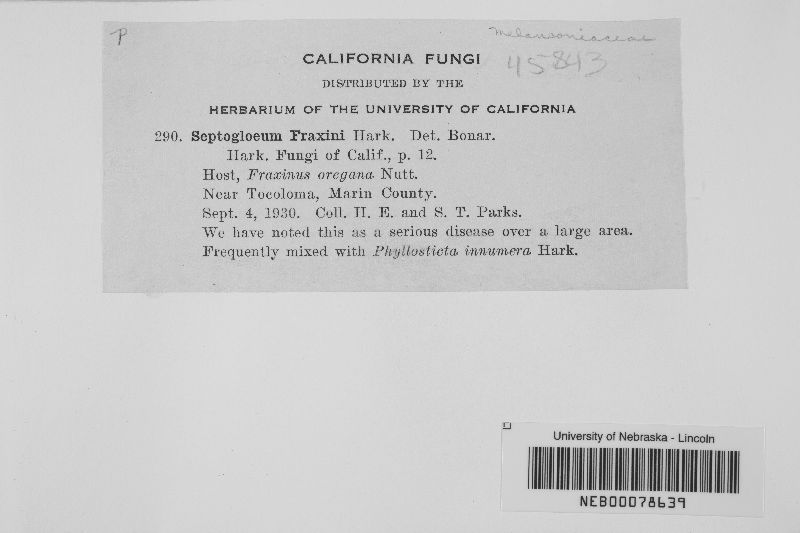 P
Melanconiaceae
45843
CALIFORNIA FUNGI
DISTRIBUTED BY THE
HERBARIUM OF THE UNIVERSITY OF CALIFORNIA
290. Septogloeum Fraxini Hark. Det. Bonar.
Hark. Fungi of Calif., p. 12.
Host, Fraxinus oregana Nutt.
Near Tocoloma, Marin County.
Sept. 4, 1930. Coll. H. E. and S. T. Parks.
We have noted this as a serious disease over a large area.
Frequently mixed with Phyllosticta innumera Hark.
University of Nebraska - Lincoln
NEB00078639